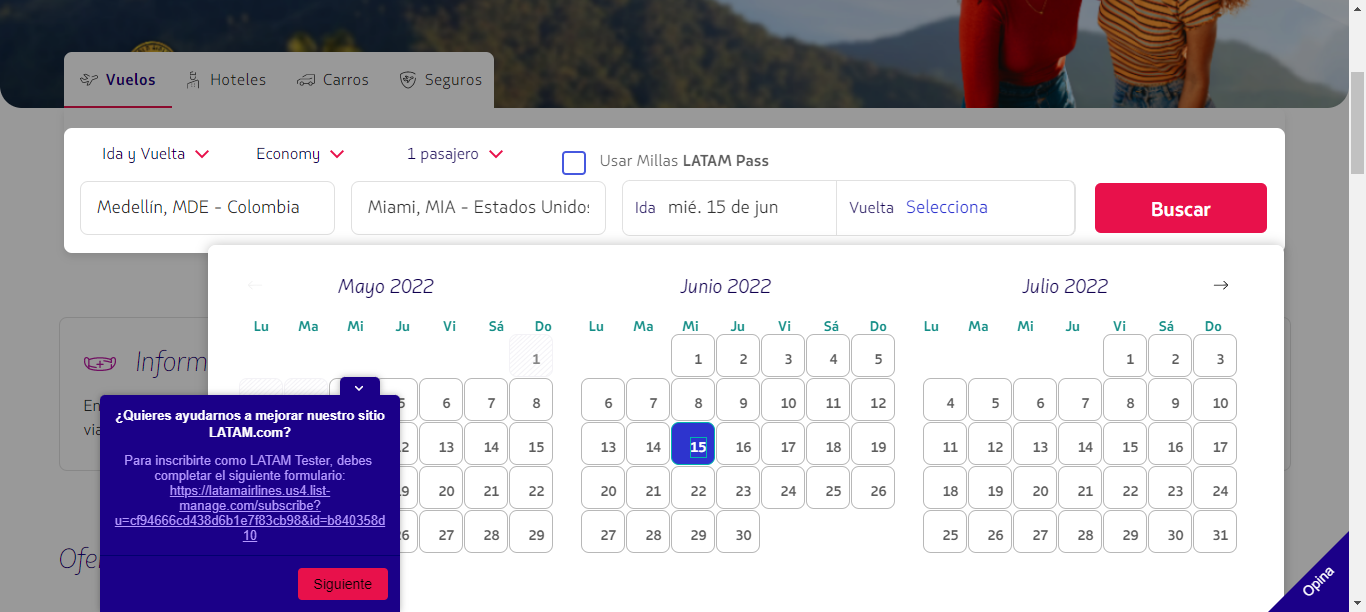 Vuelos Hoteles Carros Seguros
Ida y Vuelta Economy 1 pasajero Usar Millas LATAM Pass
Medellín, MDE - Colombia Miami, MIA - Estados Unidos Ida mié. 15 de jun Vuelta Selecciona Buscar
Mayo 2022 Junio 2022 Julio 2022
Lu Ma Mi Ju Vi Sá Do Lu Ma Mi Ju Vi Sá Do Lu Ma Mi Ju Vi Sá Do
1 1 2 3 4 5 1 2 3
5 6 7 8 6 7 8 9 10 11 12 4 5 6 7 8 9 10
12 13 14 15 13 14 15 16 17 18 19 11 12 13 14 15 16 17
19 20 21 22 20 21 22 23 24 25 26 18 19 20 21 22 23 24
26 27 28 29 27 28 29 30 25 26 27 28 29 30 31
Inform
En
via
Ofe
¿Quieres ayudarnos a mejorar nuestro sitio
LATAM.com?
Para inscribirte como LATAM Tester, debes
completar el siguiente formulario:
https://latamairlines.us4.list-
manage.com/subscribe?
u=cf94666cd438d6b1e7f83cb98&id=b840358d
10
Siguiente
Opina